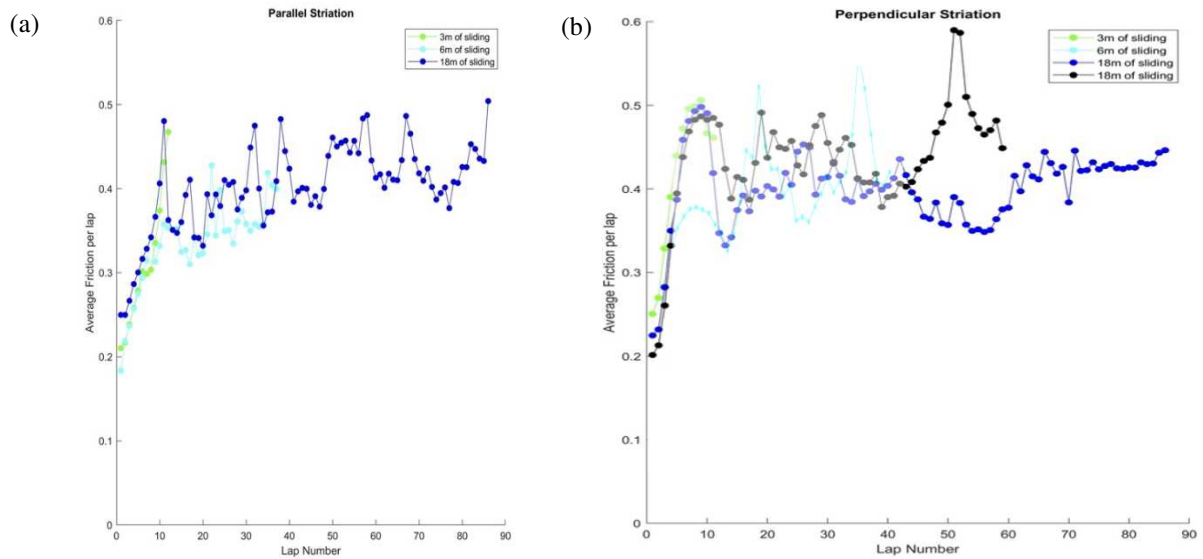 (a)
Parallel Striation
3m of sliding
6m of sliding
18m of sliding
0.6
0.5
0.4
0.3
0.2
0.1
0
Average Friction per lap
0 10 20 30 40 50 60 70 80 90
Lap Number
(b)
Perpendicular Striation
3m of sliding
6m of sliding
18m of sliding
18m of sliding
0.6
0.5
0.4
0.3
0.2
0.1
0
Average Friction per lap
0 10 20 30 40 50 60 70 80 90
Lap Number